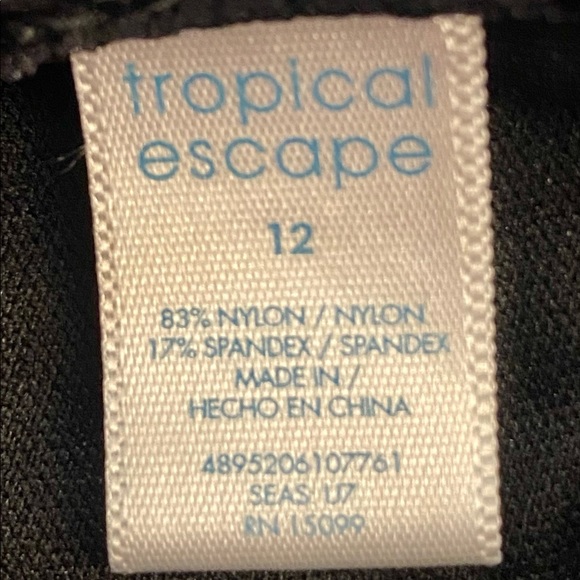 tropical
escape
12
83% NYLON / NYLON
17% SPANDEX / SPANDEX
MADE IN /
HECHO EN CHINA
4895206107761
SEAS U7
RN 15099